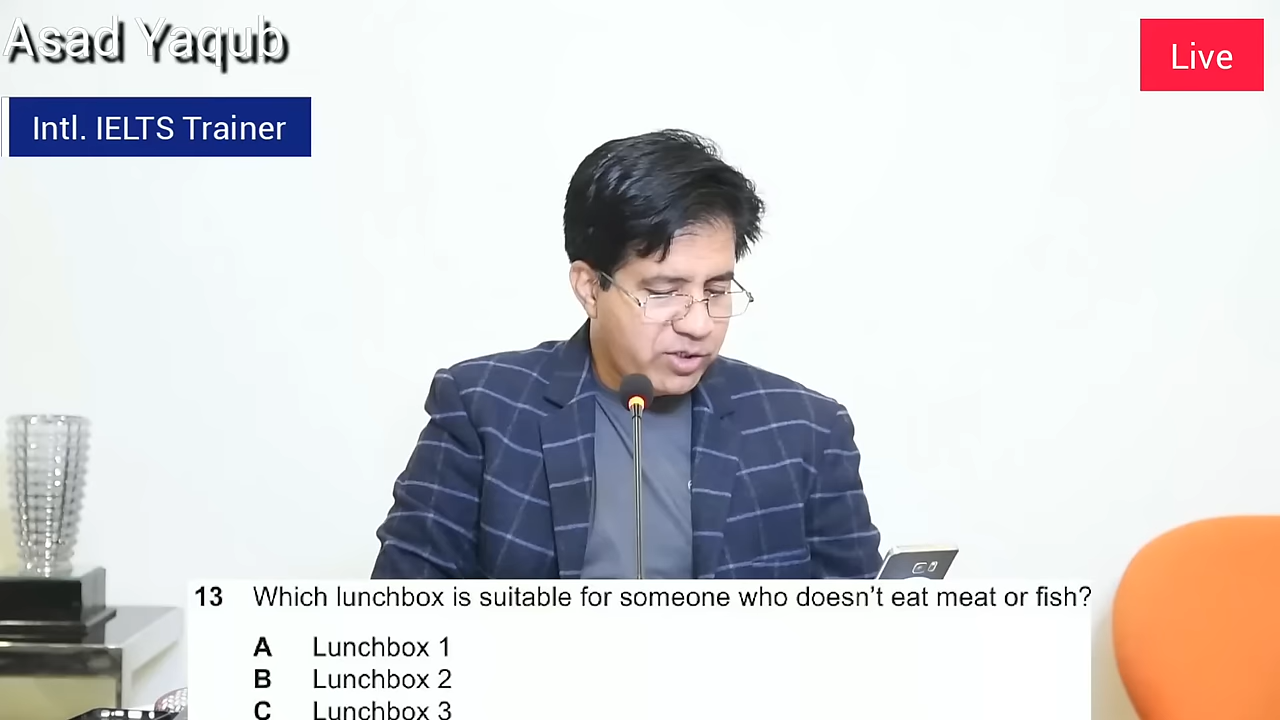 Asad Yaqub
Live
Intl. IELTS Trainer
13 Which lunchbox is suitable for someone who doesn't eat meat or fish?
A Lunchbox 1
B Lunchbox 2
C Lunchbox 3